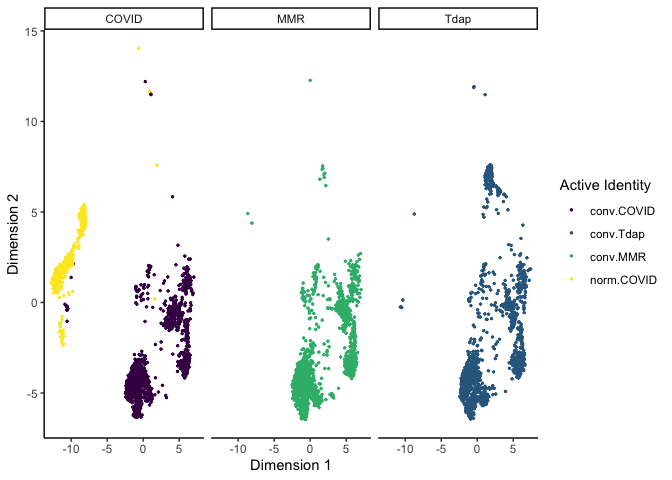 COVID MMR Tdap
15
10
5
0
-5
Dimension 2
-10 -5 0 5 -10 -5 0 5 -10 -5 0 5
Dimension 1
Active Identity
conv.COVID
conv.Tdap
conv.MMR
norm.COVID